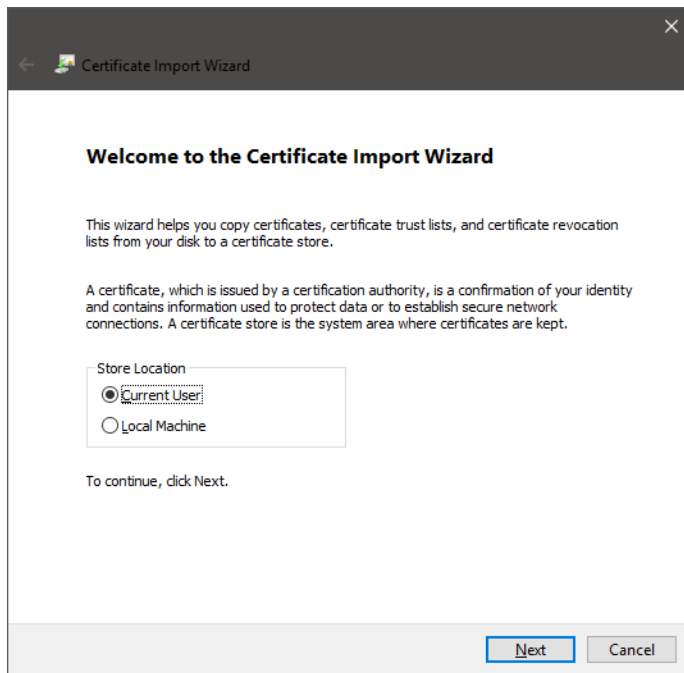 Certificate Import Wizard
Welcome to the Certificate Import Wizard
This wizard helps you copy certificates, certificate trust lists, and certificate revocation
lists from your disk to a certificate store.
A certificate, which is issued by a certification authority, is a confirmation of your identity
and contains information used to protect data or to establish secure network
connections. A certificate store is the system area where certificates are kept.
Store Location
Current User
Local Machine
To continue, click Next.
Next Cancel